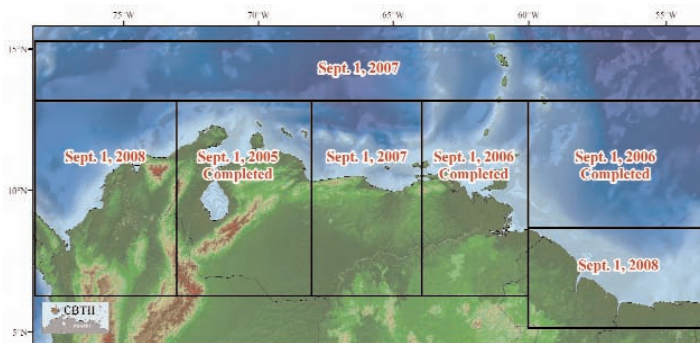 75°W 70°W 65°W 60°W 55°W
15°N
Sept. 1, 2007
Sept. 1, 2008
Sept. 1, 2005
Completed
Sept. 1, 2007
Sept. 1, 2006
Completed
Sept. 1, 2006
Completed
10°N
Sept. 1, 2008
CBTH
5°N